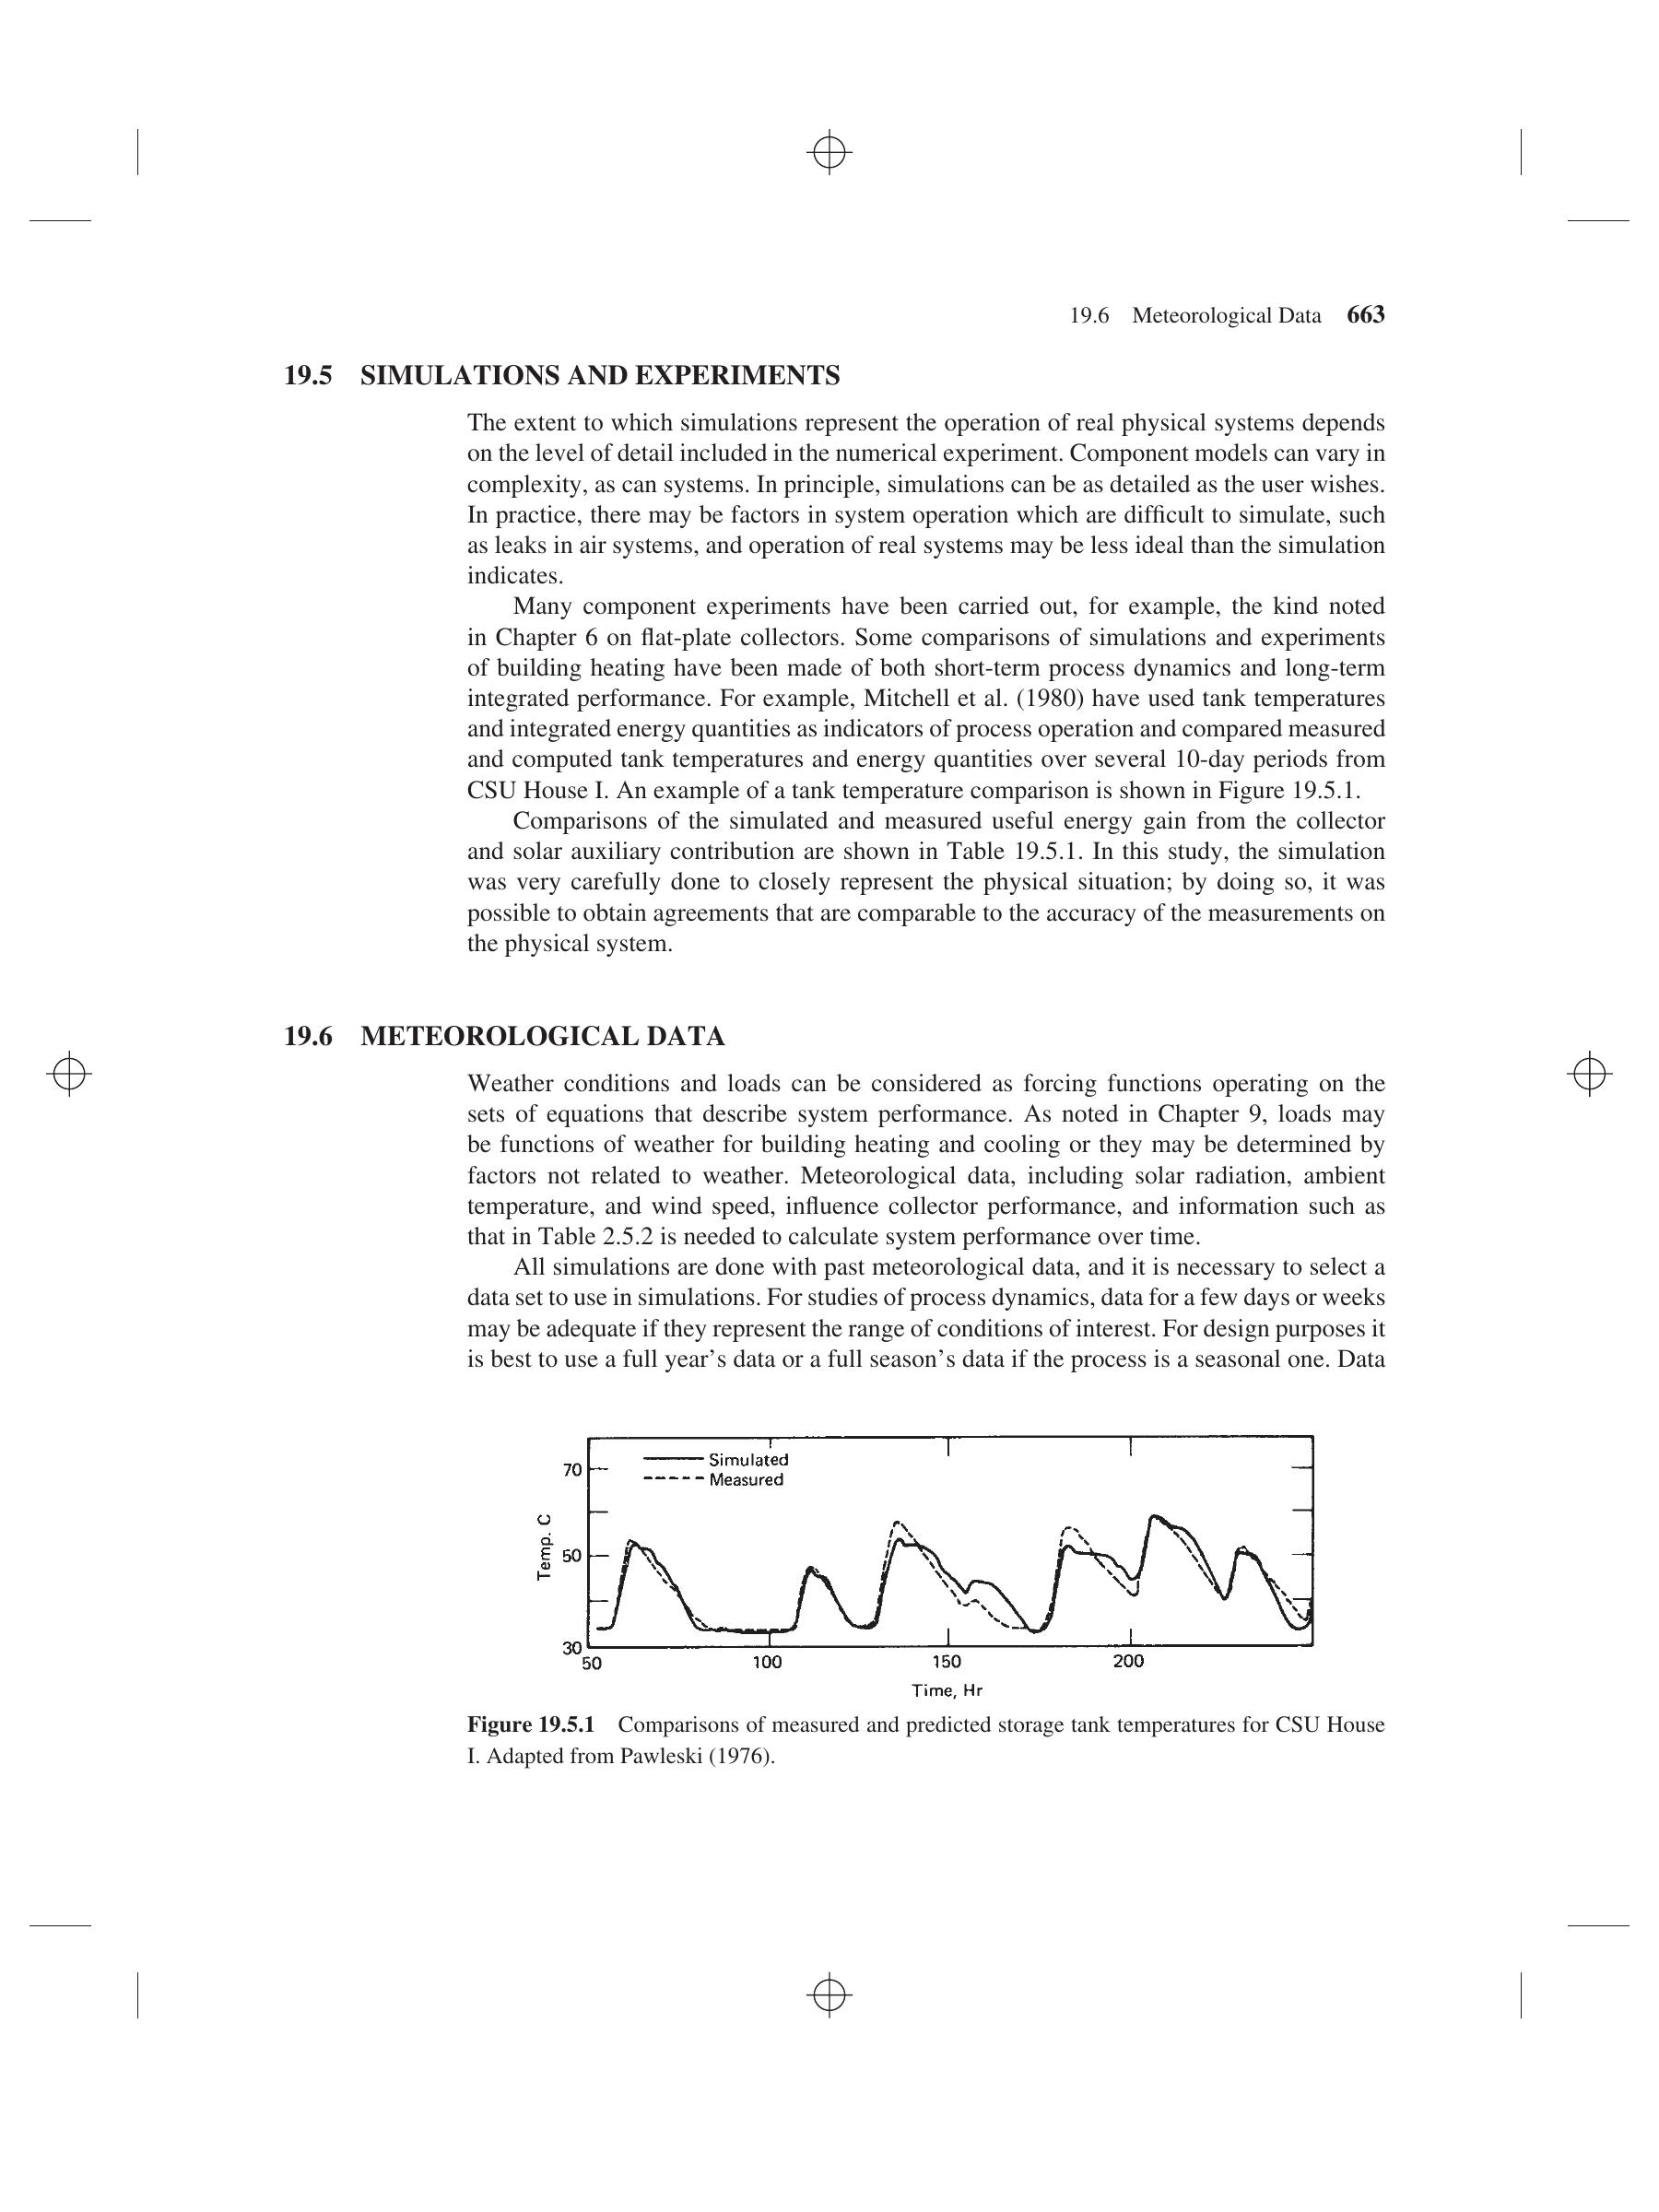 19.6 Meteorological Data 663
19.5 SIMULATIONS AND EXPERIMENTS
The extent to which simulations represent the operation of real physical systems depends
on the level of detail included in the numerical experiment. Component models can vary in
complexity, as can systems. In principle, simulations can be as detailed as the user wishes.
In practice, there may be factors in system operation which are difficult to simulate, such
as leaks in air systems, and operation of real systems may be less ideal than the simulation
indicates.
Many component experiments have been carried out, for example, the kind noted
in Chapter 6 on flat-plate collectors. Some comparisons of simulations and experiments
of building heating have been made of both short-term process dynamics and long-term
integrated performance. For example, Mitchell et al. (1980) have used tank temperatures
and integrated energy quantities as indicators of process operation and compared measured
and computed tank temperatures and energy quantities over several 10-day periods from
CSU House I. An example of a tank temperature comparison is shown in Figure 19.5.1.
Comparisons of the simulated and measured useful energy gain from the collector
and solar auxiliary contribution are shown in Table 19.5.1. In this study, the simulation
was very carefully done to closely represent the physical situation; by doing so, it was
possible to obtain agreements that are comparable to the accuracy of the measurements on
the physical system.
19.6 METEOROLOGICAL DATA
Weather conditions and loads can be considered as forcing functions operating on the
sets of equations that describe system performance. As noted in Chapter 9, loads may
be functions of weather for building heating and cooling or they may be determined by
factors not related to weather. Meteorological data, including solar radiation, ambient
temperature, and wind speed, influence collector performance, and information such as
that in Table 2.5.2 is needed to calculate system performance over time.
All simulations are done with past meteorological data, and it is necessary to select a
data set to use in simulations. For studies of process dynamics, data for a few days or weeks
may be adequate if they represent the range of conditions of interest. For design purposes it
is best to use a full year's data or a full season's data if the process is a seasonal one. Data
Simulated
Measured
70
50
30
Temp. C
50 100 150 200
Time, Hr
Figure 19.5.1 Comparisons of measured and predicted storage tank temperatures for CSU House
I. Adapted from Pawleski (1976).